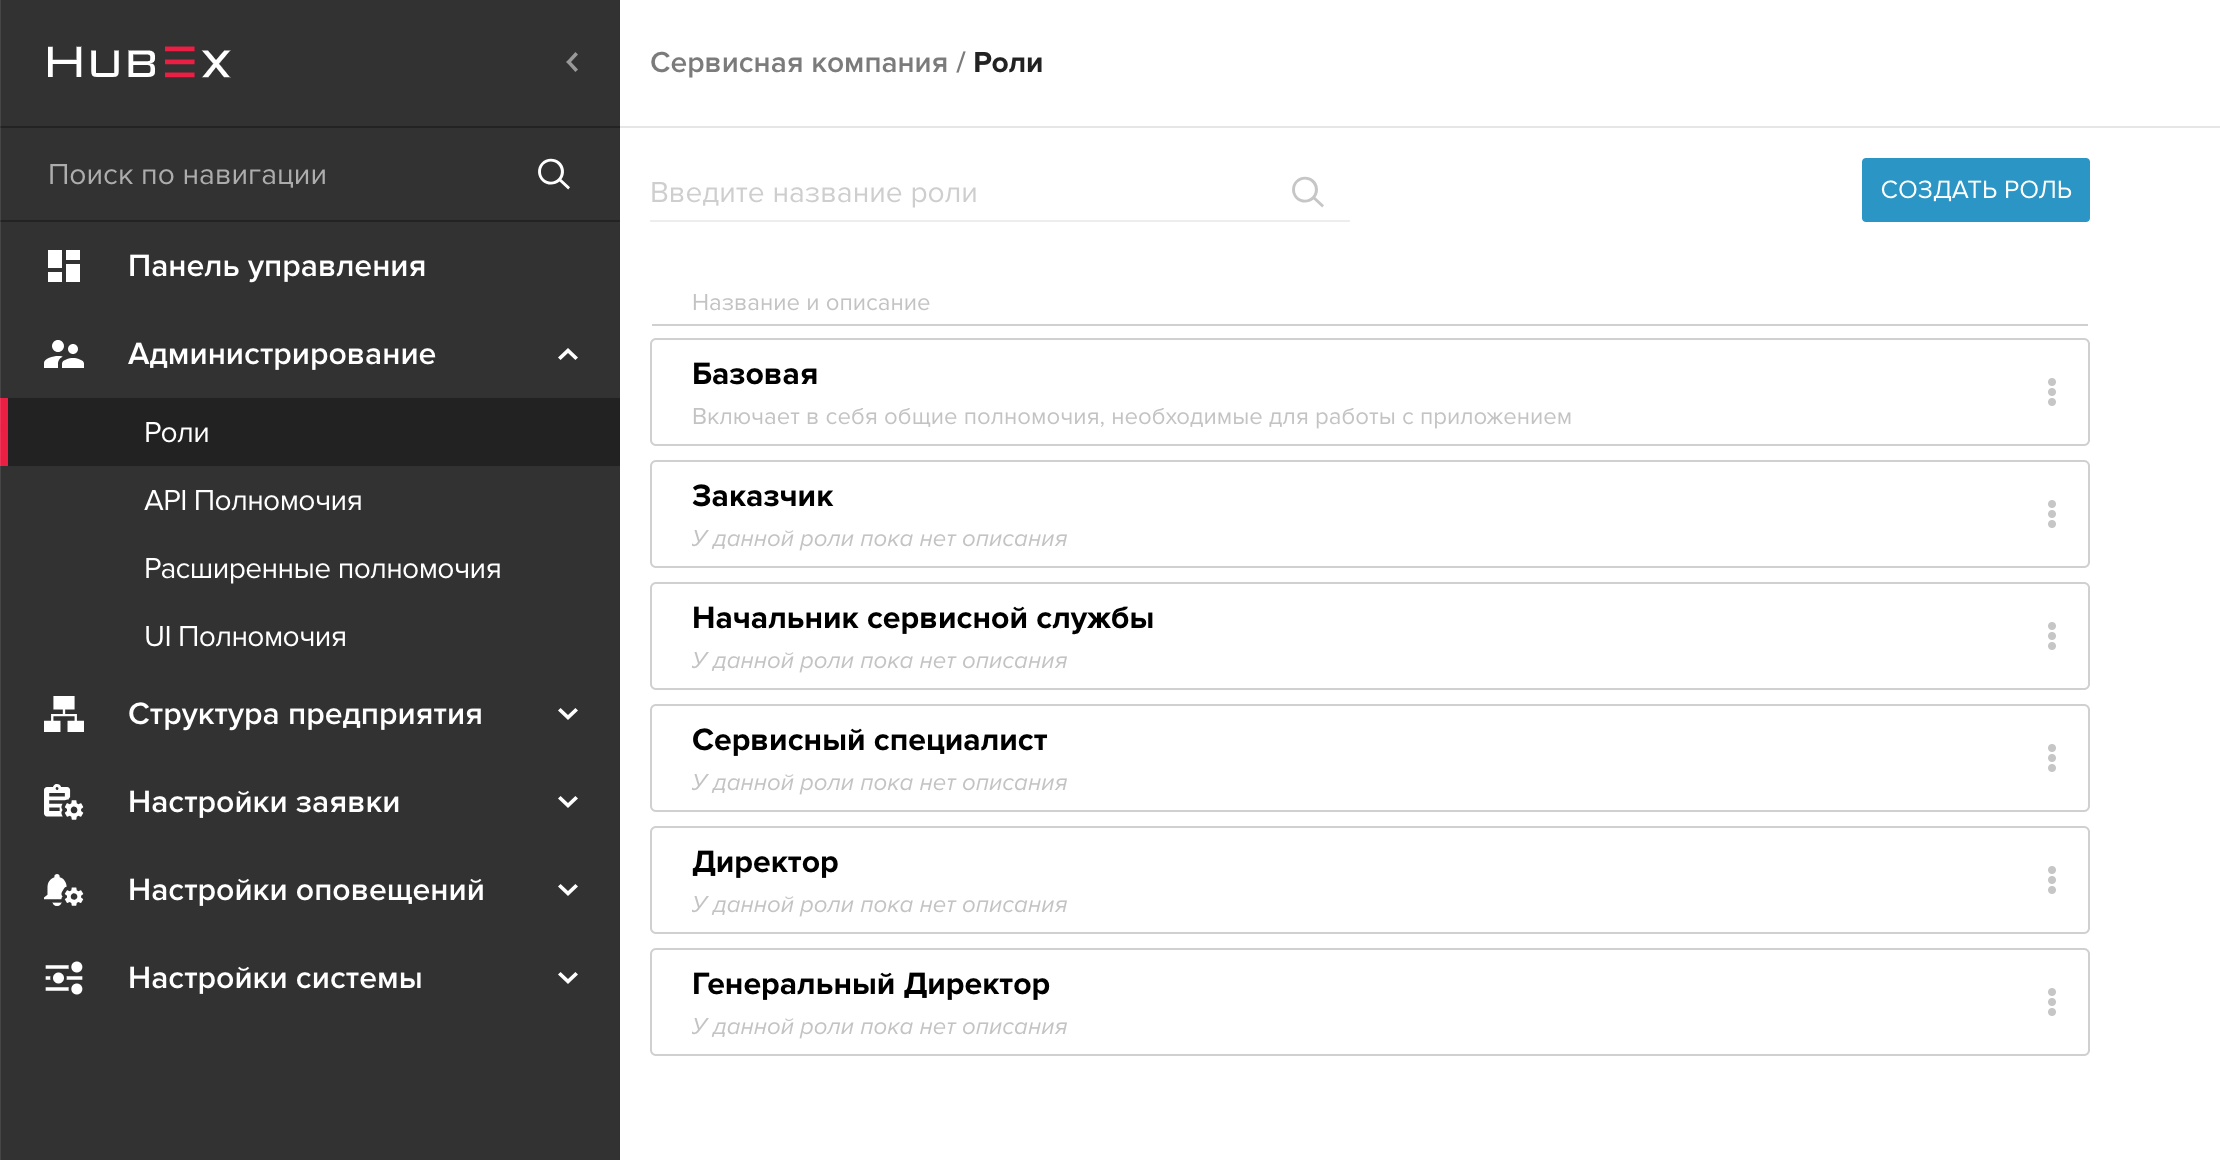 HUBEX
Поиск по навигации
Панель управления
Администрирование
Роли
API Полномочия
Расширенные полномочия
UI Полномочия
Структура предприятия
Настройки заявки
Настройки оповещений
Настройки системы
Сервисная компания / Роли
Введите название роли
СОЗДАТЬ РОЛЬ
Название и описание
Базовая
Включает в себя общие полномочия, необходимые для работы с приложением
Заказчик
У данной роли пока нет описания
Начальник сервисной службы
У данной роли пока нет описания
Сервисный специалист
У данной роли пока нет описания
Директор
У данной роли пока нет описания
Генеральный Директор
У данной роли пока нет описания